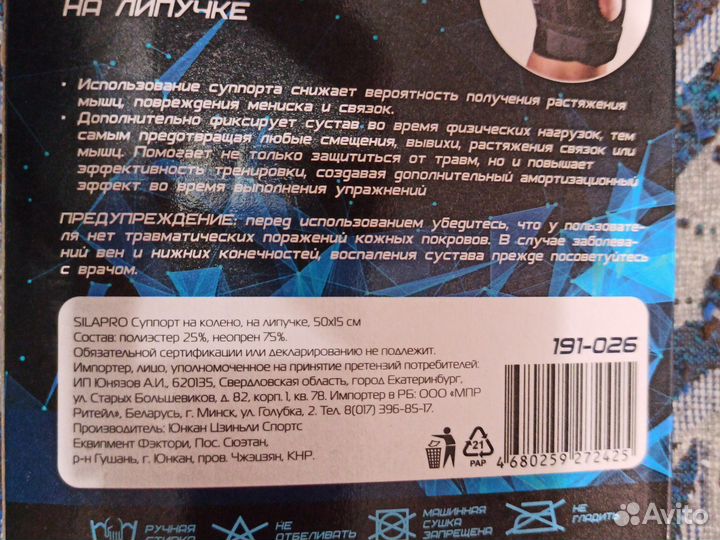 НА ЛИПУЧКЕ
• Использование суппорта снижает вероятность получения растяжения
мышц, повреждения мениска и связок.
• Дополнительно фиксирует сустав во время физических нагрузок, тем
самым предотвращая любые смещения, вывихи, растяжения связок или
мышц. Помогает не только защититься от травм, но и повышает
эффективность тренировки, создавая дополнительный амортизационный
эффект во время выполнения упражнений
ПРЕДУПРЕЖДЕНИЕ: перед использованием убедитесь, что у пользовате-
ля нет травматических поражений кожных покровов. В случае заболева-
ний вен и нижних конечностей, воспаления сустава прежде посоветуйтесь
с врачом.
SILAPRO Суппорт на колено, на липучке, 50x15 см
Состав: полиэстер 25%, неопрен 75%.
Обязательной сертификации или декларированию не подлежит.
Импортер, лицо, уполномоченное на принятие претензий потребителей:
ИП Юнязов А.И., 620135, Свердловская область, город Екатеринбург,
ул. Старых Большевиков, д. 82, корп. 1, кв. 78. Импортер в РБ: ООО «МПР
Ритейл», Беларусь, г. Минск, ул. Голубка, 2. Тел. 8(017) 396-85-17.
Производитель: Юнкан Цзиньли Спортс
Еквипмент Фэктори, Пос. Сюэтан,
р-н Гушань, г. Юнкан, пров. Чжэцзян, КНР.
191-026
21
PAP
4 680259 272425
РУЧНАЯ
СТИРКА
НЕ
ОТБЕЛИВАТЬ
МАШИННАЯ
СУШКА
ЗАПРЕЩЕНА
НЕ
ГЛАДИТЬ
Avito